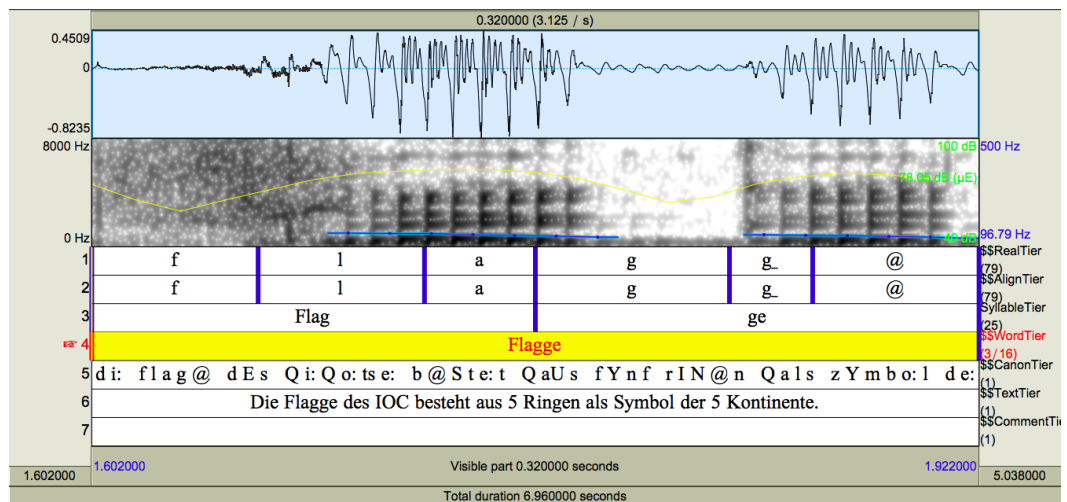 0.320000 (3.125 / s)
0.4509
0
-0.8235
8000 Hz 100 dB 500 Hz
78.05 dB (µE)
0 Hz 40 dB 96.79 Hz
1 f l a g g_ @ $$RealTier (79)
2 f l a g g_ @ $$AlignTier (79)
3 Flag ge SyllableTier (25)
4 Flagge $$WordTier (3/16)
5 di: flag@ dEs Qi:Qo:tse: b@Ste:t QaUs fYnf rIN@n Qals zYmbo:l de: $$CanonTier (1)
6 Die Flagge des IOC besteht aus 5 Ringen als Symbol der 5 Kontinente. $$TextTier (1)
7 $$CommentTie (1)
1.602000 1.602000 Visible part 0.320000 seconds 1.922000 5.038000
Total duration 6.960000 seconds